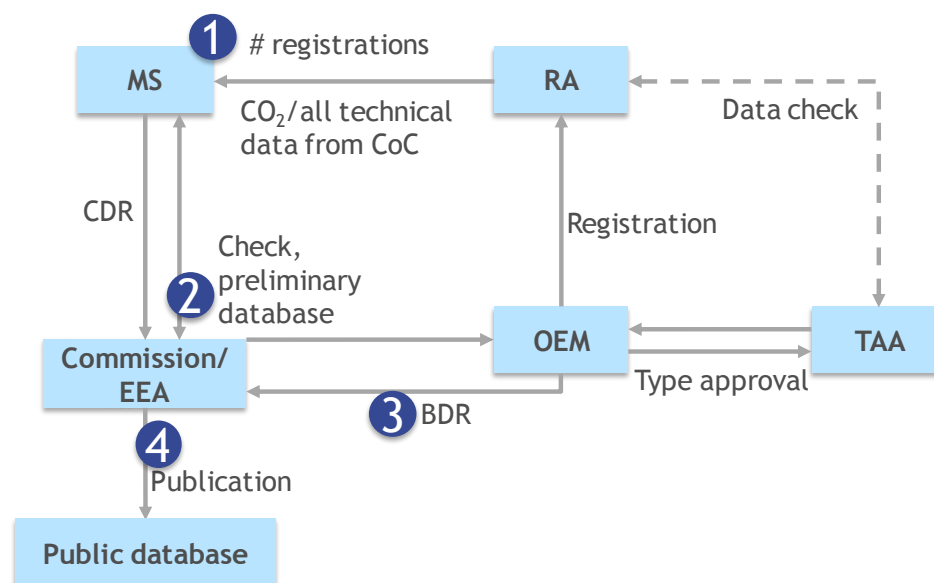 1
# registrations
MS
RA
CO₂/all technical
data from CoC
Data check
CDR
Registration
Check,
preliminary
database
2
Commission/
EEA
OEM
TAA
Type approval
3
BDR
4
Publication
Public database